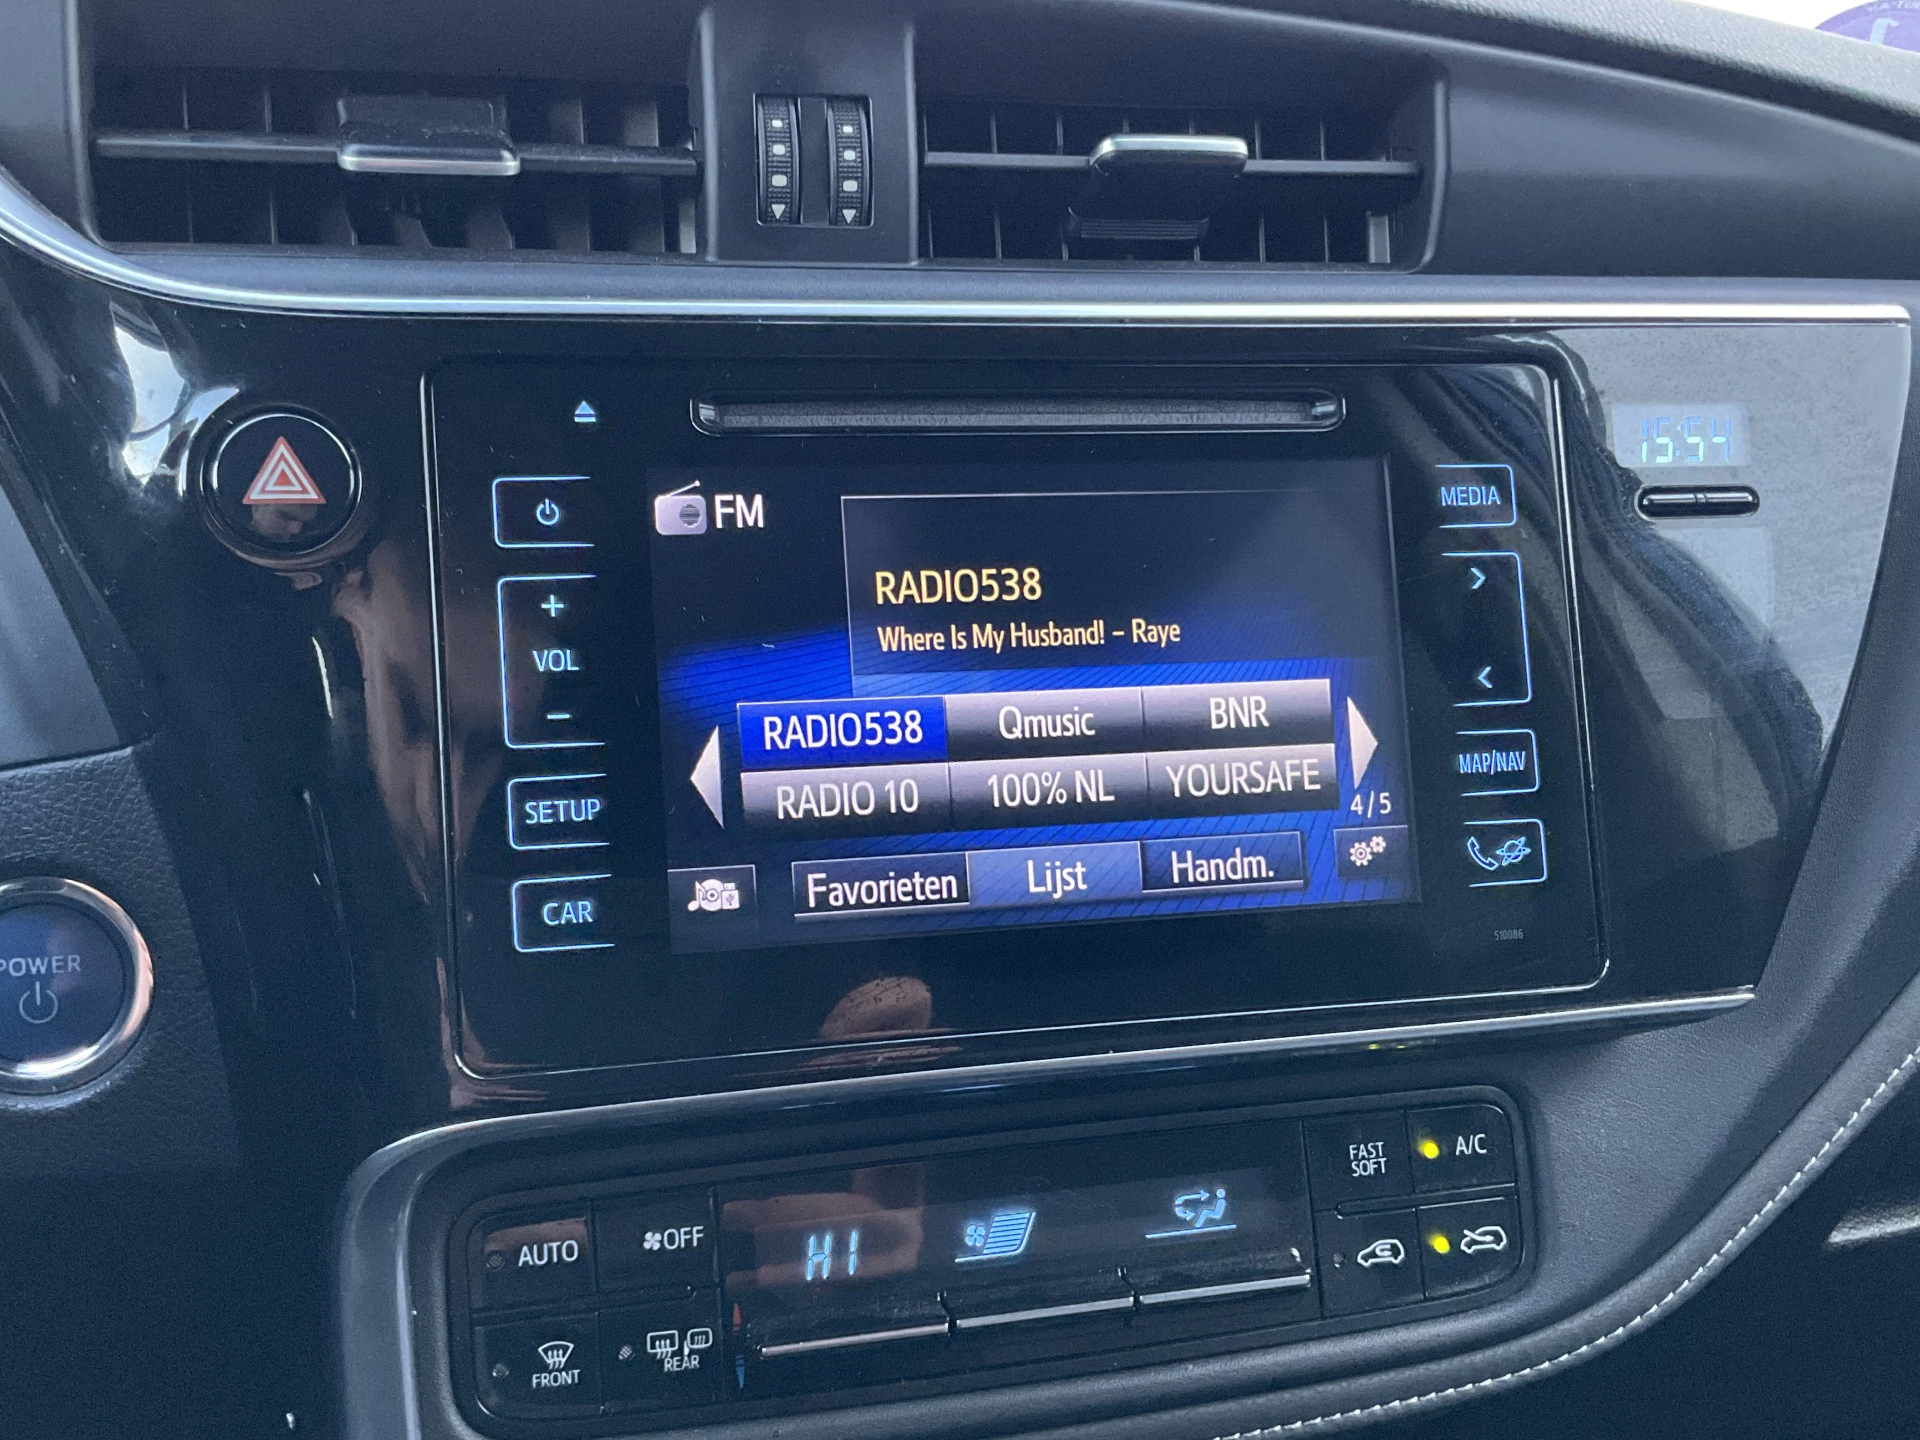 15:54
FM
MEDIA
RADIO538
Where Is My Husband! - Raye
VOL
RADIO538 Qmusic BNR
RADIO 10 100% NL YOURSAFE
4/5
MAP/NAV
SETUP
Favorieten Lijst Handm.
CAR
510086
POWER
FAST
SOFT
A/C
AUTO
OFF
HI
FRONT
REAR